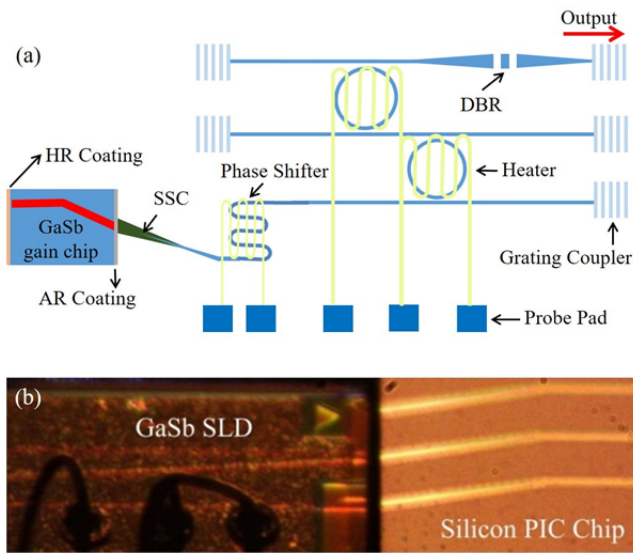 (a)
Output
DBR
HR Coating
Phase Shifter
Heater
SSC
GaSb
gain chip
Grating Coupler
AR Coating
Probe Pad
(b)
GaSb SLD
Silicon PIC Chip